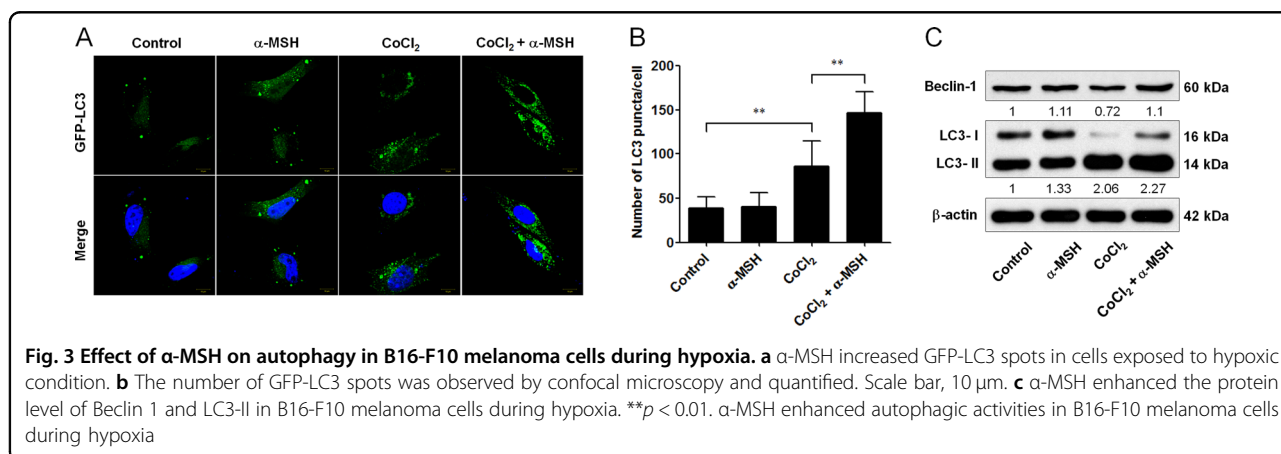 A
Control α-MSH CoCl₂ CoCl₂ + α-MSH
GFP-LC3
Merge
B
Number of LC3 puncta/cell
200
150
100
50
0
**
**
Control α-MSH CoCl₂ CoCl₂ + α-MSH
C
Beclin-1 60 kDa
1 1.11 0.72 1.1
LC3- I 16 kDa
LC3- II 14 kDa
1 1.33 2.06 2.27
β-actin 42 kDa
Control α-MSH CoCl₂ CoCl₂ + α-MSH
Fig. 3 Effect of α-MSH on autophagy in B16-F10 melanoma cells during hypoxia. a α-MSH increased GFP-LC3 spots in cells exposed to hypoxic
condition. b The number of GFP-LC3 spots was observed by confocal microscopy and quantified. Scale bar, 10 μm. c α-MSH enhanced the protein
level of Beclin 1 and LC3-II in B16-F10 melanoma cells during hypoxia. **p < 0.01. α-MSH enhanced autophagic activities in B16-F10 melanoma cells
during hypoxia